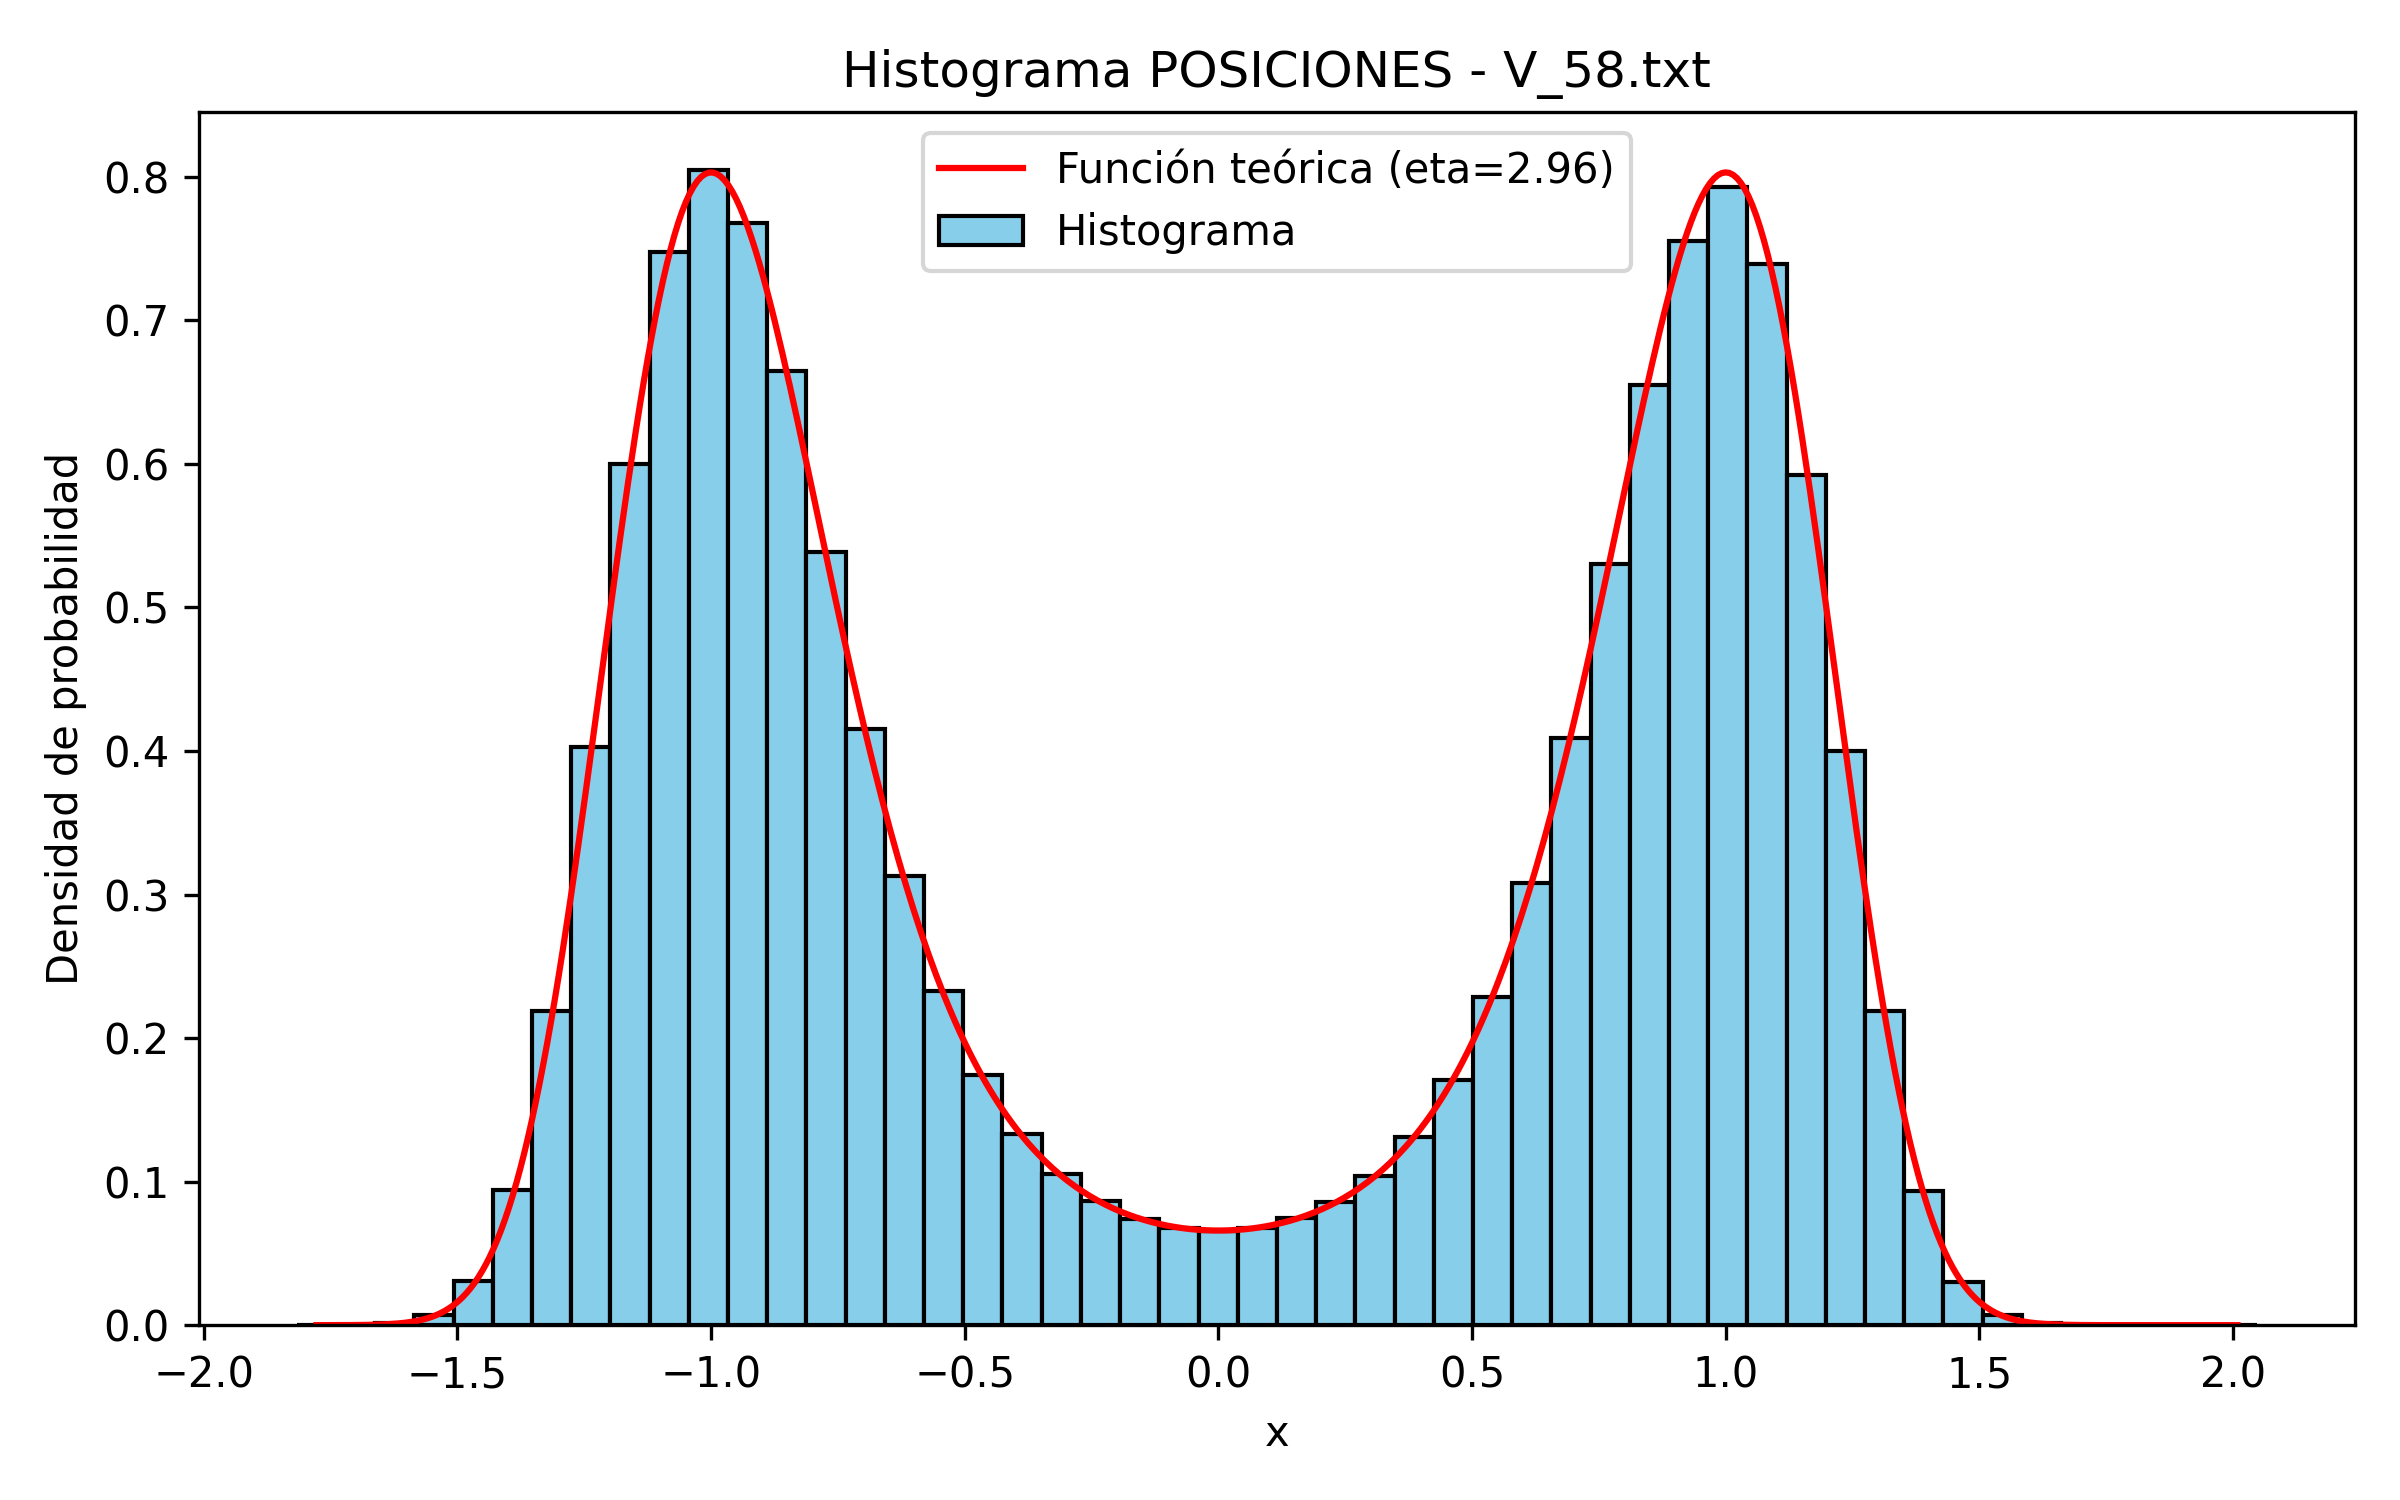 Histograma POSICIONES - V_58.txt
Función teórica (eta=2.96)
Histograma
Densidad de probabilidad
0.8
0.7
0.6
0.5
0.4
0.3
0.2
0.1
0.0
−2.0 −1.5 −1.0 −0.5 0.0 0.5 1.0 1.5 2.0
x